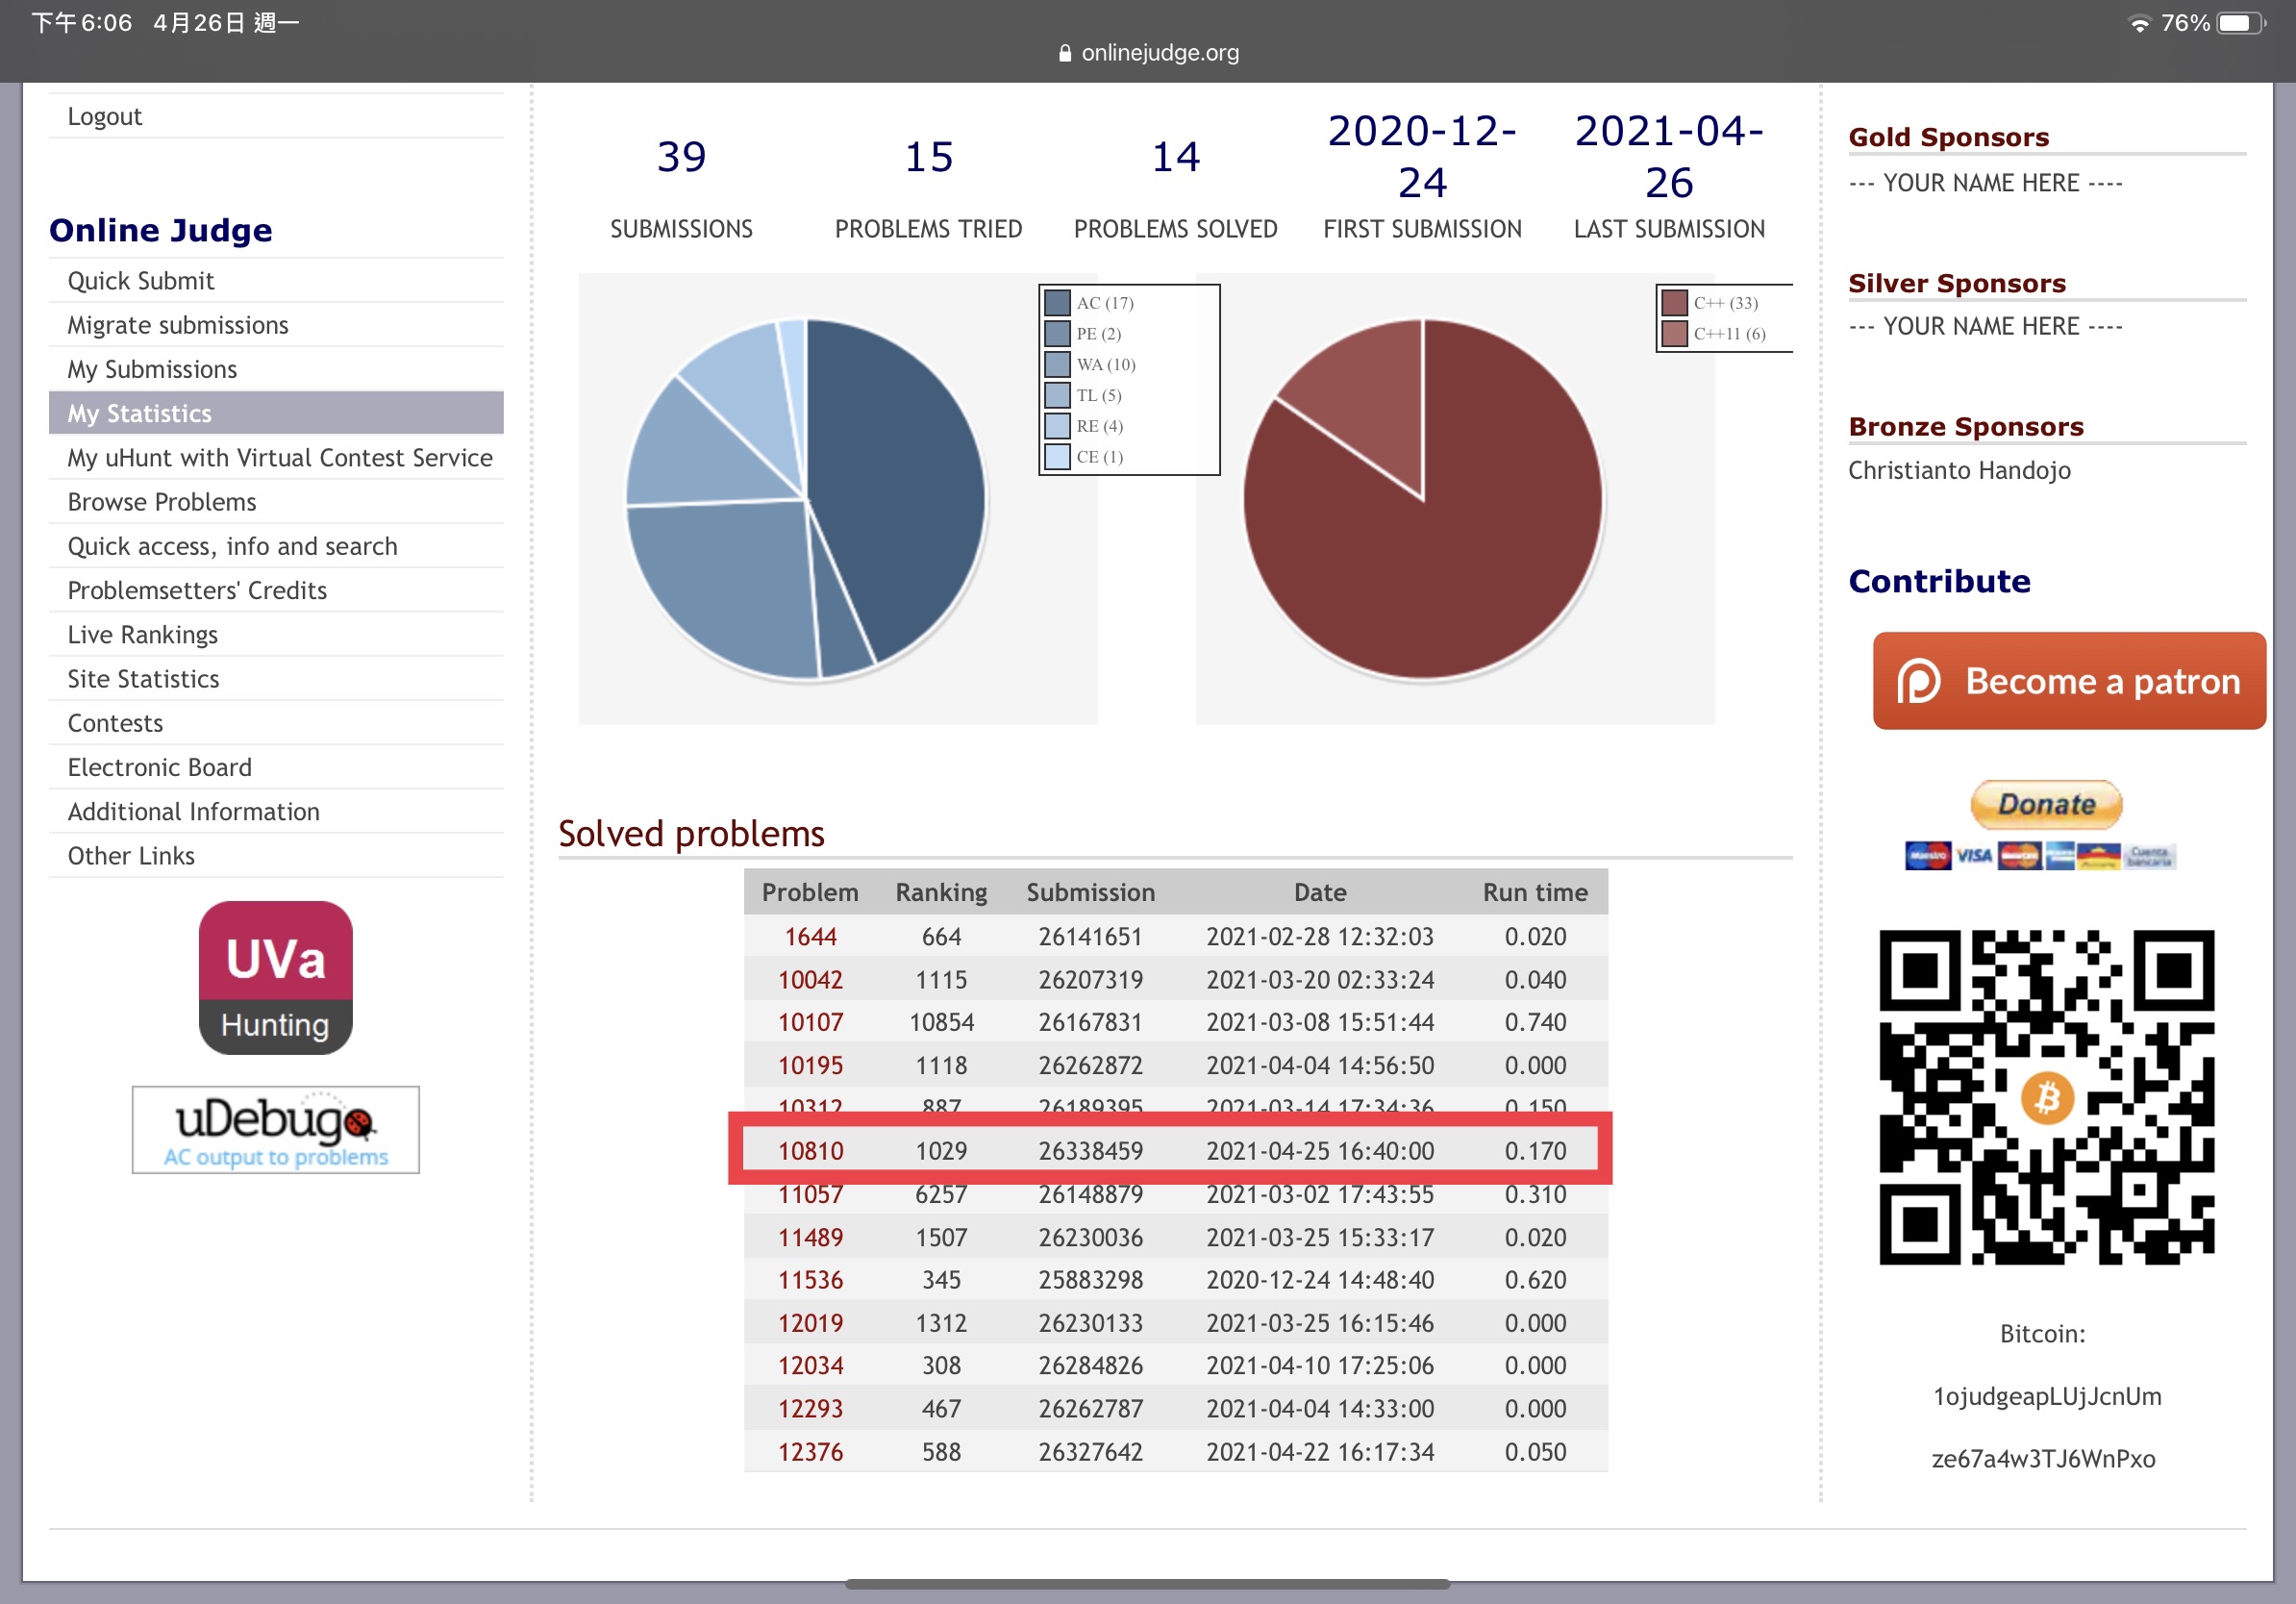 下午6:06 4月26日 週一
76%
onlinejudge.org
Logout
Online Judge
Quick Submit
Migrate submissions
My Submissions
My Statistics
My uHunt with Virtual Contest Service
Browse Problems
Quick access, info and search
Problemsetters' Credits
Live Rankings
Site Statistics
Contests
Electronic Board
Additional Information
Other Links
UVa
Hunting
uDebug
AC output to problems
39 15 14 2020-12-24 2021-04-26
SUBMISSIONS PROBLEMS TRIED PROBLEMS SOLVED FIRST SUBMISSION LAST SUBMISSION
AC (17)
PE (2)
WA (10)
TL (5)
RE (4)
CE (1)
C++ (33)
C++11 (6)
Solved problems
Problem Ranking Submission Date Run time
1644 664 26141651 2021-02-28 12:32:03 0.020
10042 1115 26207319 2021-03-20 02:33:24 0.040
10107 10854 26167831 2021-03-08 15:51:44 0.740
10195 1118 26262872 2021-04-04 14:56:50 0.000
10312 887 26189395 2021-03-14 17:34:36 0.150
10810 1029 26338459 2021-04-25 16:40:00 0.170
11057 6257 26148879 2021-03-02 17:43:55 0.310
11489 1507 26230036 2021-03-25 15:33:17 0.020
11536 345 25883298 2020-12-24 14:48:40 0.620
12019 1312 26230133 2021-03-25 16:15:46 0.000
12034 308 26284826 2021-04-10 17:25:06 0.000
12293 467 26262787 2021-04-04 14:33:00 0.000
12376 588 26327642 2021-04-22 16:17:34 0.050
Gold Sponsors
--- YOUR NAME HERE ----
Silver Sponsors
--- YOUR NAME HERE ----
Bronze Sponsors
Christianto Handojo
Contribute
Become a patron
Donate
Maestro VISA Cuenta bancaria
Bitcoin:
1ojudgeapLUjJcnUm
ze67a4w3TJ6WnPxo